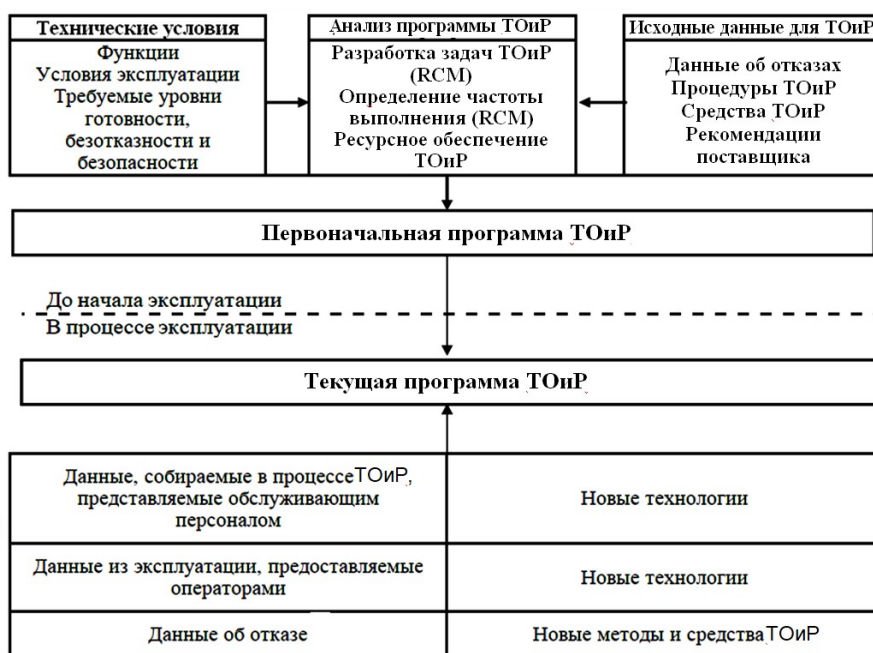 Технические условия
Функции
Условия эксплуатации
Требуемые уровни
готовности,
безотказности и
безопасности
Анализ программы ТОиР
Разработка задач ТОиР
(RCM)
Определение частоты
выполнения (RCM)
Ресурсное обеспечение
ТОиР
Исходные данные для ТОиР
Данные об отказах
Процедуры ТОиР
Средства ТОиР
Рекомендации
поставщика
Первоначальная программа ТОиР
До начала эксплуатации
В процессе эксплуатации
Текущая программа ТОиР
Данные, собираемые в процессе ТОиР,
представляемые обслуживающим
персоналом
Новые технологии
Данные из эксплуатации, предоставляемые
операторами
Новые технологии
Данные об отказе
Новые методы и средства ТОиР